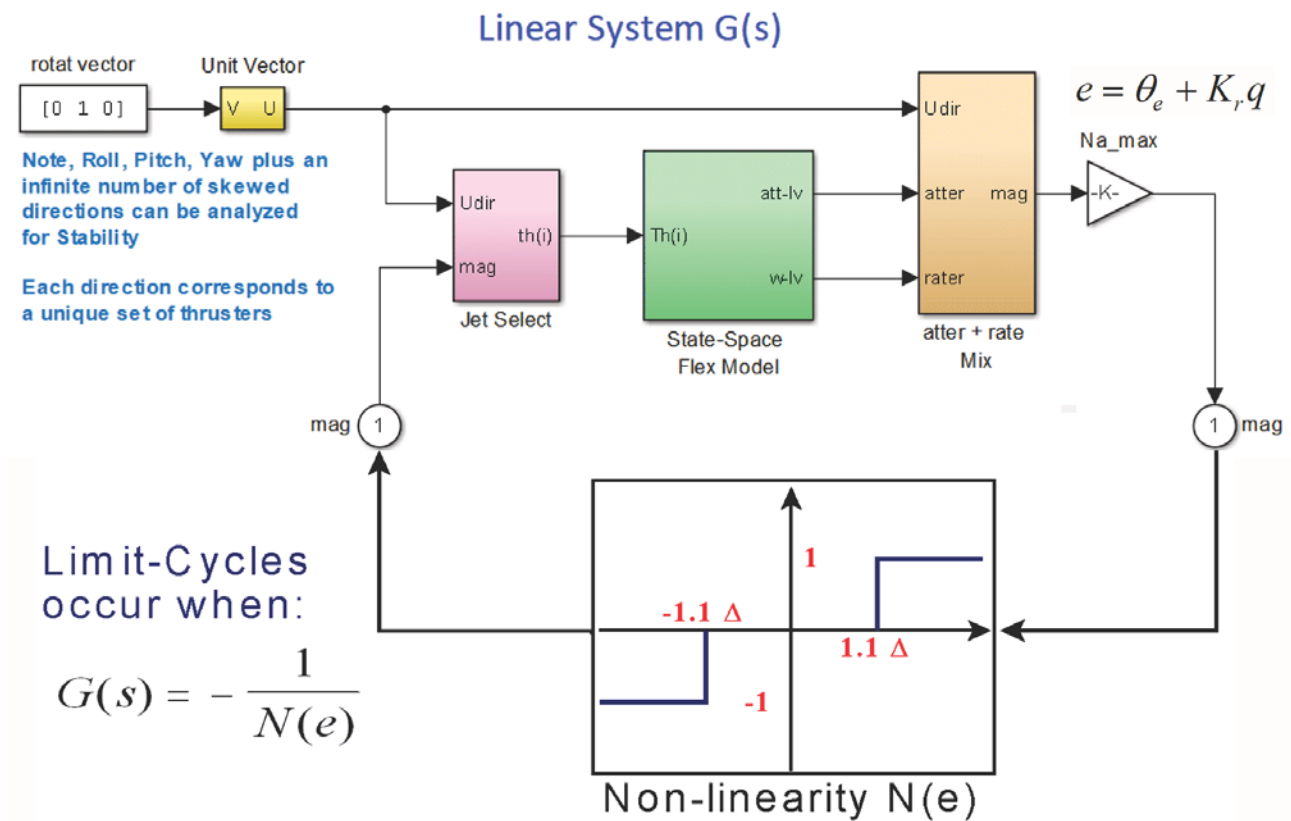 Linear System G(s)
rotat vector
[0 1 0]
Unit Vector
V U
Note, Roll, Pitch, Yaw plus an
infinite number of skewed
directions can be analyzed
for Stability
Each direction corresponds to
a unique set of thrusters
Udir
mag
th(i)
Jet Select
Th(i)
att-lv
w-lv
State-Space
Flex Model
Udir
atter
rater
mag
atter + rate
Mix
e = θₑ + Kᵣq
Na_max
-K-
mag
1
1
mag
Limit-Cycles
occur when:
G(s) = - 1 / N(e)
1
-1.1 Δ
1.1 Δ
-1
Non-linearity N(e)